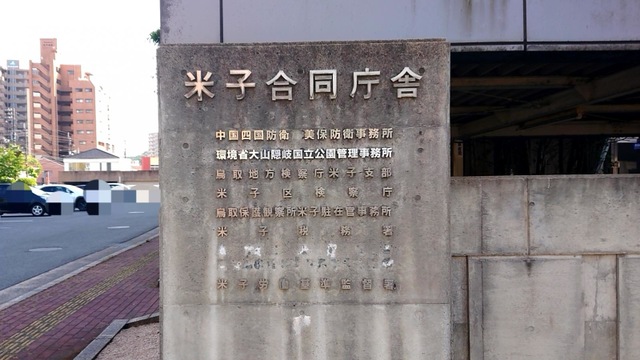 米子合同庁舎
中国四国防衛 美保防衛事務所
環境省大山隠岐国立公園管理事務所
鳥取地方検察庁米子支部
米子区検察庁
鳥取保護観察所米子駐在官事務所
米子税務署
米子労働基準監督署